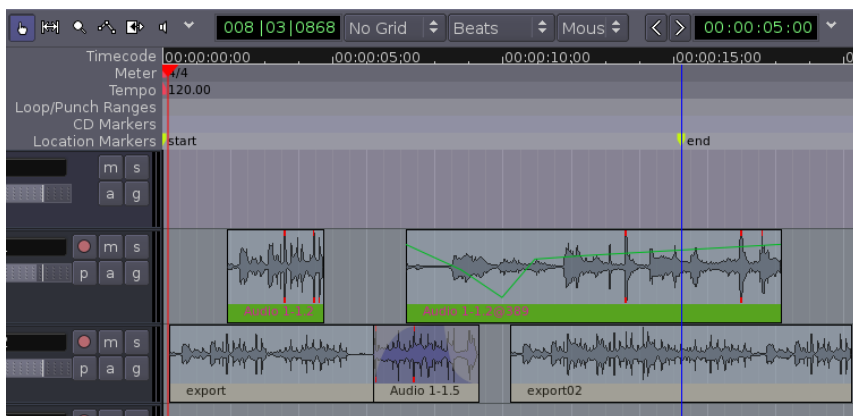 008|03|0868 No Grid Beats Mous 00:00:05:00
Timecode 00:00:00:00 00:00:05:00 00:00:10:00 00:00:15:00
Meter 4/4
Tempo 120.00
Loop/Punch Ranges
CD Markers
Location Markers start end
m s
a g
m s
p a g
Audio 1-1.2 Audio 1-1.2@389
m s
p a g
export Audio 1-1.5 export02